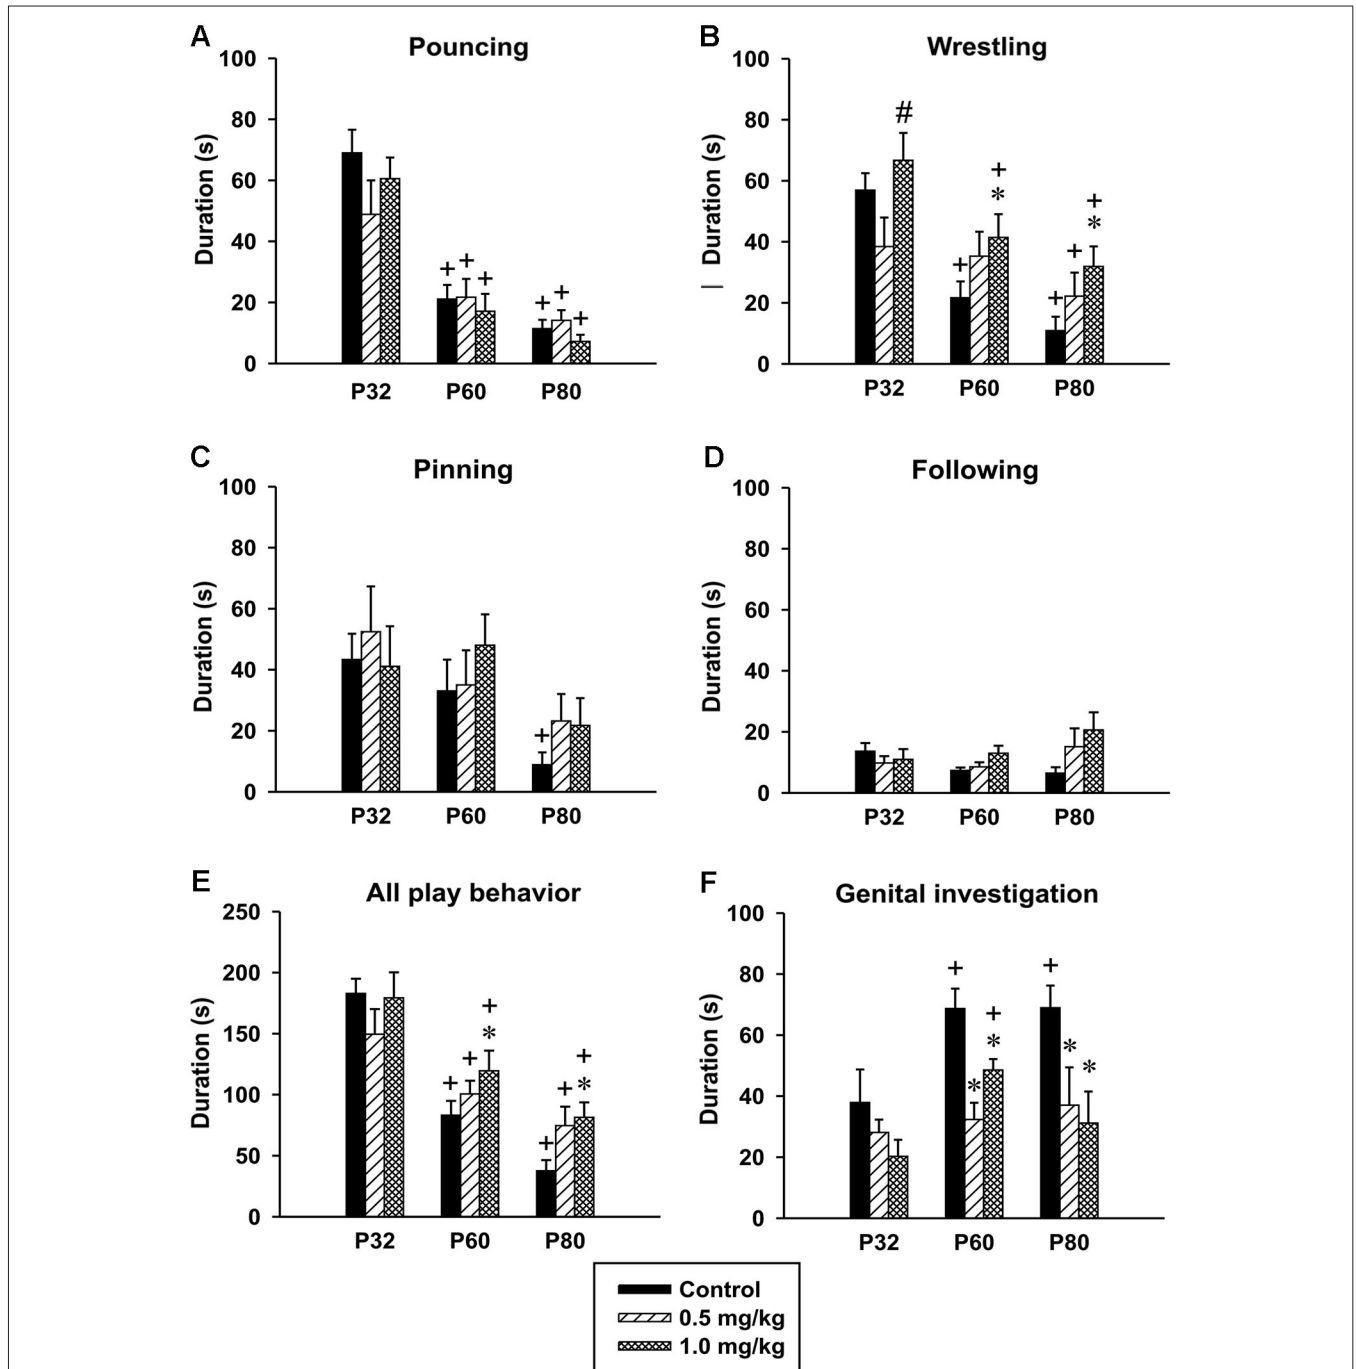 A Pouncing
100
80
60
40
20
0
Duration (s)
+ + +
+ + +
P32 P60 P80
B Wrestling
100
80
60
40
20
0
Duration (s)
#
+ + *
+ + + *
P32 P60 P80
C Pinning
100
80
60
40
20
0
Duration (s)
+
P32 P60 P80
D Following
100
80
60
40
20
0
Duration (s)
P32 P60 P80
E All play behavior
250
200
150
100
50
0
Duration (s)
+ + + *
+ + + *
P32 P60 P80
F Genital investigation
100
80
60
40
20
0
Duration (s)
+ * + *
+ * *
P32 P60 P80
Control
0.5 mg/kg
1.0 mg/kg